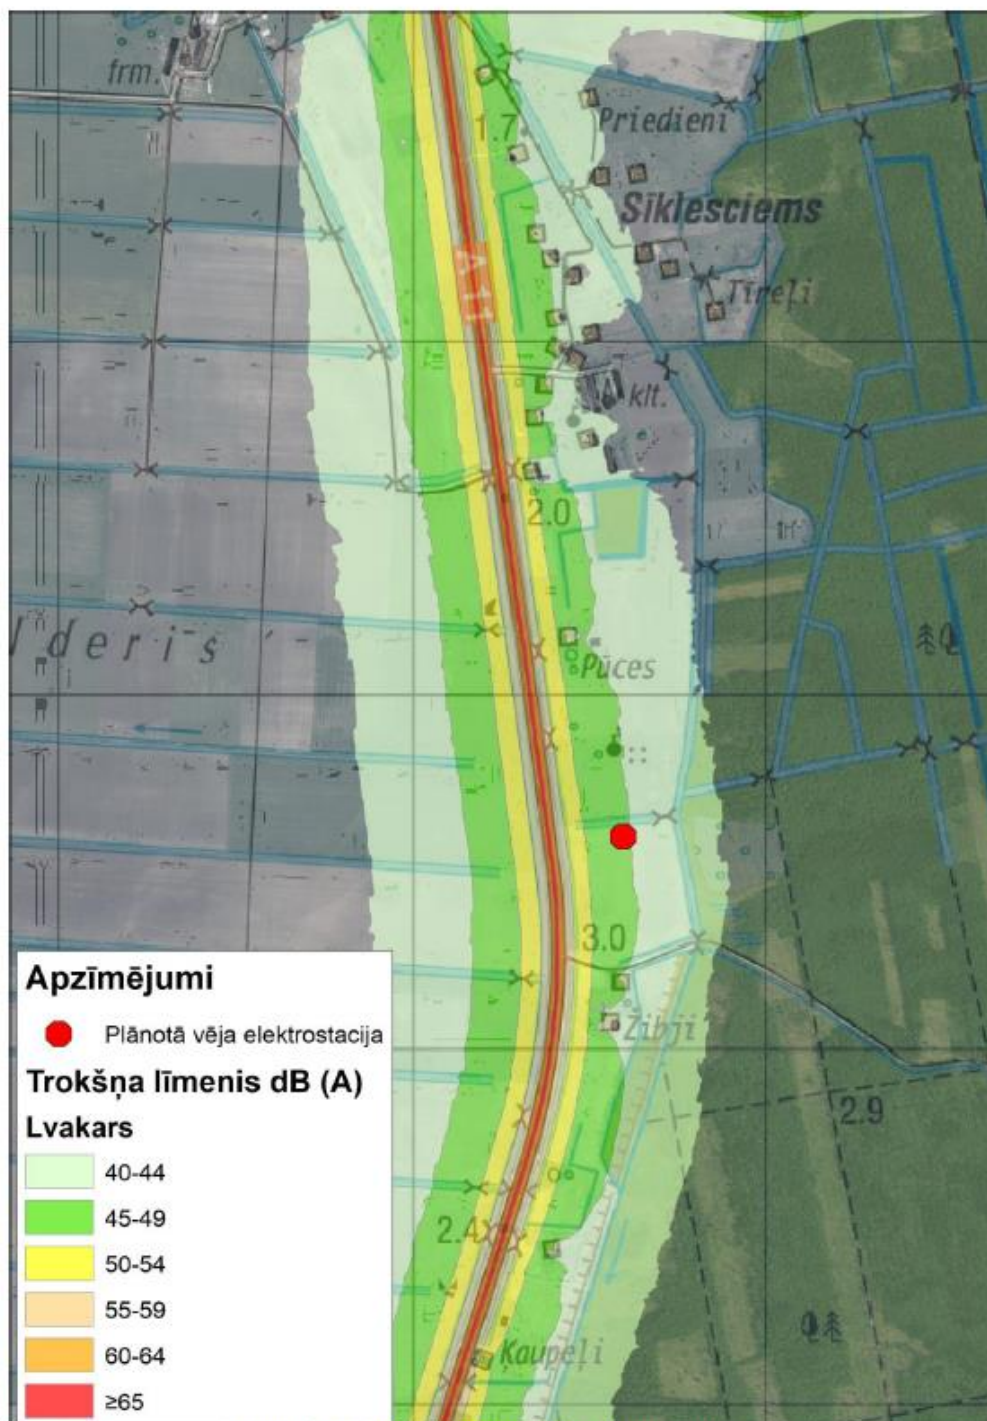 frm.
Priedieni
1.7
Sīklesciems
A11
Tīreļi
klt.
2.0
Pūces
3.0
Žibji
2.9
2.4
Ķaupeļi
Apzīmējumi
Plānotā vēja elektrostacija
Trokšņa līmenis dB (A)
Lvakars
40-44
45-49
50-54
55-59
60-64
≥65